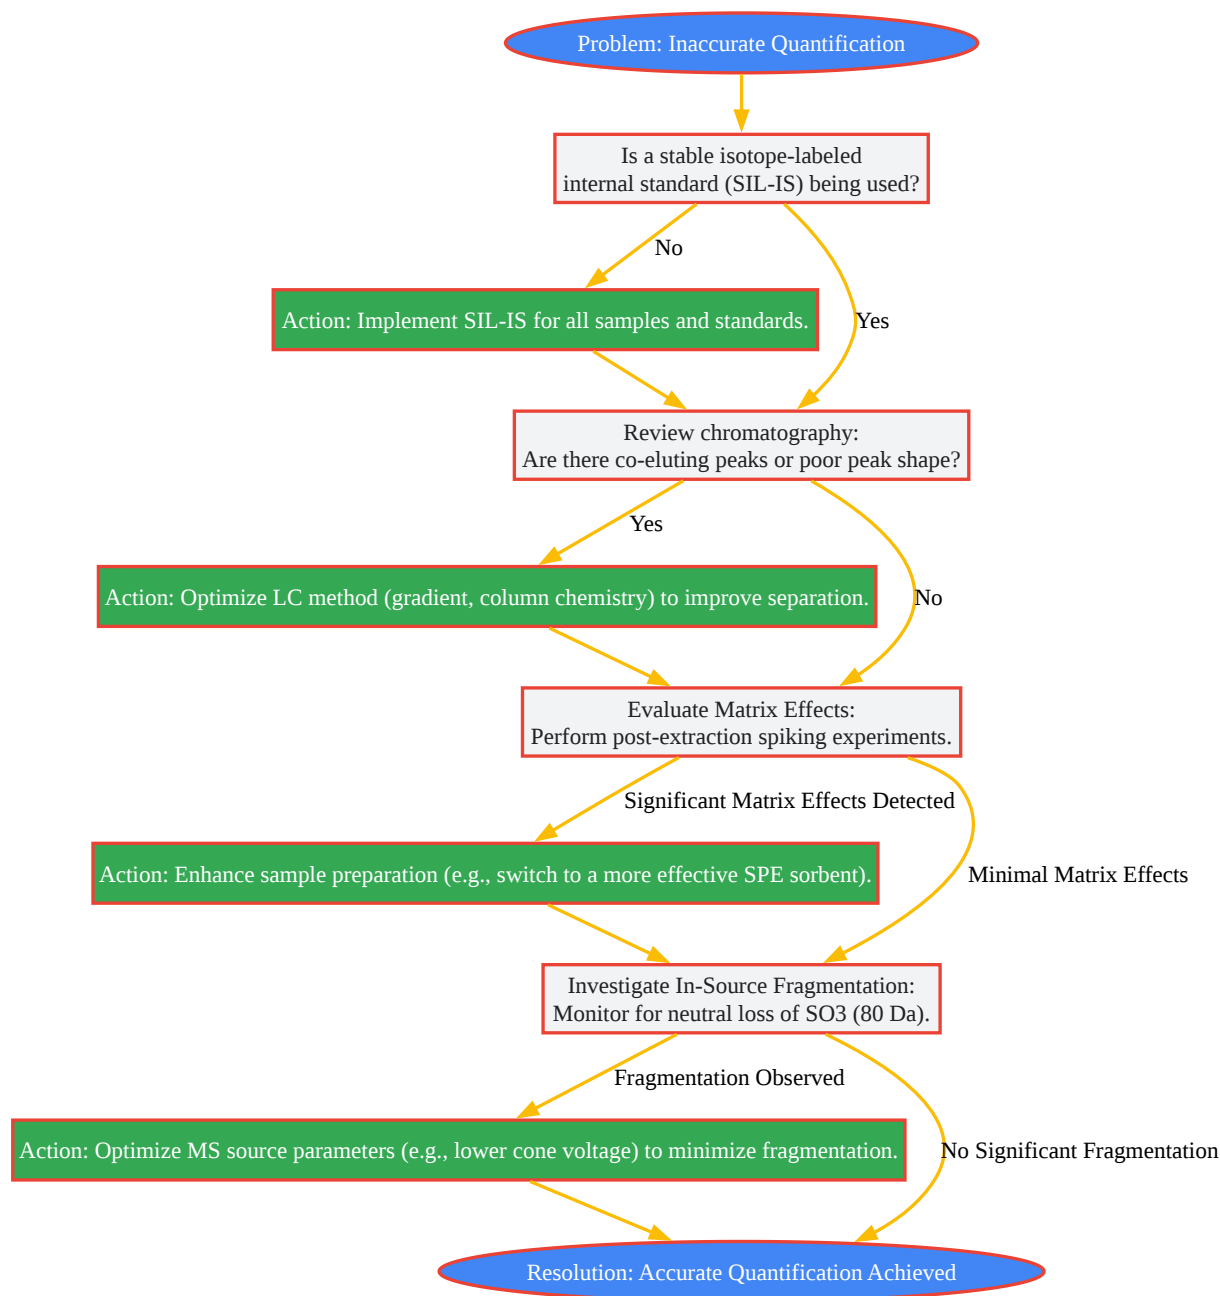 Problem: Inaccurate Quantification
Is a stable isotope-labeled
internal standard (SIL-IS) being used?
No
Action: Implement SIL-IS for all samples and standards.
Yes
Review chromatography:
Are there co-eluting peaks or poor peak shape?
Yes
Action: Optimize LC method (gradient, column chemistry) to improve separation.
No
Evaluate Matrix Effects:
Perform post-extraction spiking experiments.
Significant Matrix Effects Detected
Action: Enhance sample preparation (e.g., switch to a more effective SPE sorbent).
Minimal Matrix Effects
Investigate In-Source Fragmentation:
Monitor for neutral loss of SO3 (80 Da).
Fragmentation Observed
Action: Optimize MS source parameters (e.g., lower cone voltage) to minimize fragmentation.
No Significant Fragmentation
Resolution: Accurate Quantification Achieved